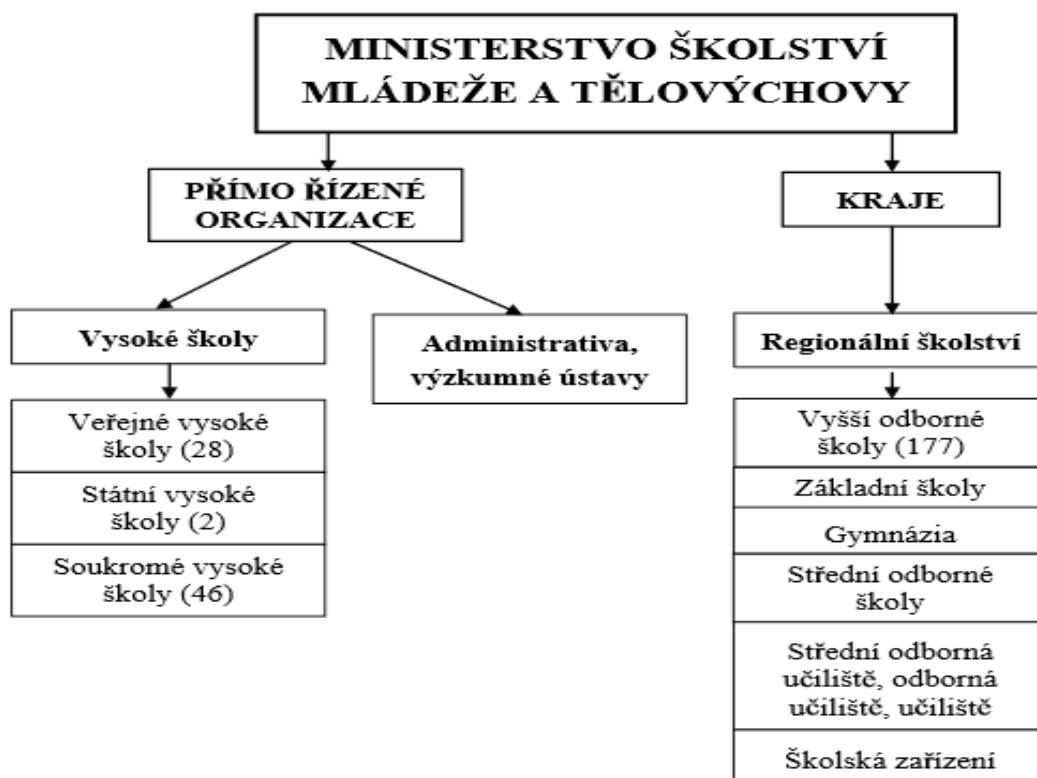 MINISTERSTVO ŠKOLSTVÍ
MLÁDEŽE A TĚLOVÝCHOVY
PŘÍMO ŘÍZENÉ
ORGANIZACE
KRAJE
Vysoké školy
Administrativa,
výzkumné ústavy
Regionální školství
Veřejné vysoké
školy (28)
Státní vysoké
školy (2)
Soukromé vysoké
školy (46)
Vyšší odborné
školy (177)
Základní školy
Gymnázia
Střední odborné
školy
Střední odborná
učiliště, odborná
učiliště, učiliště
Školská zařízení